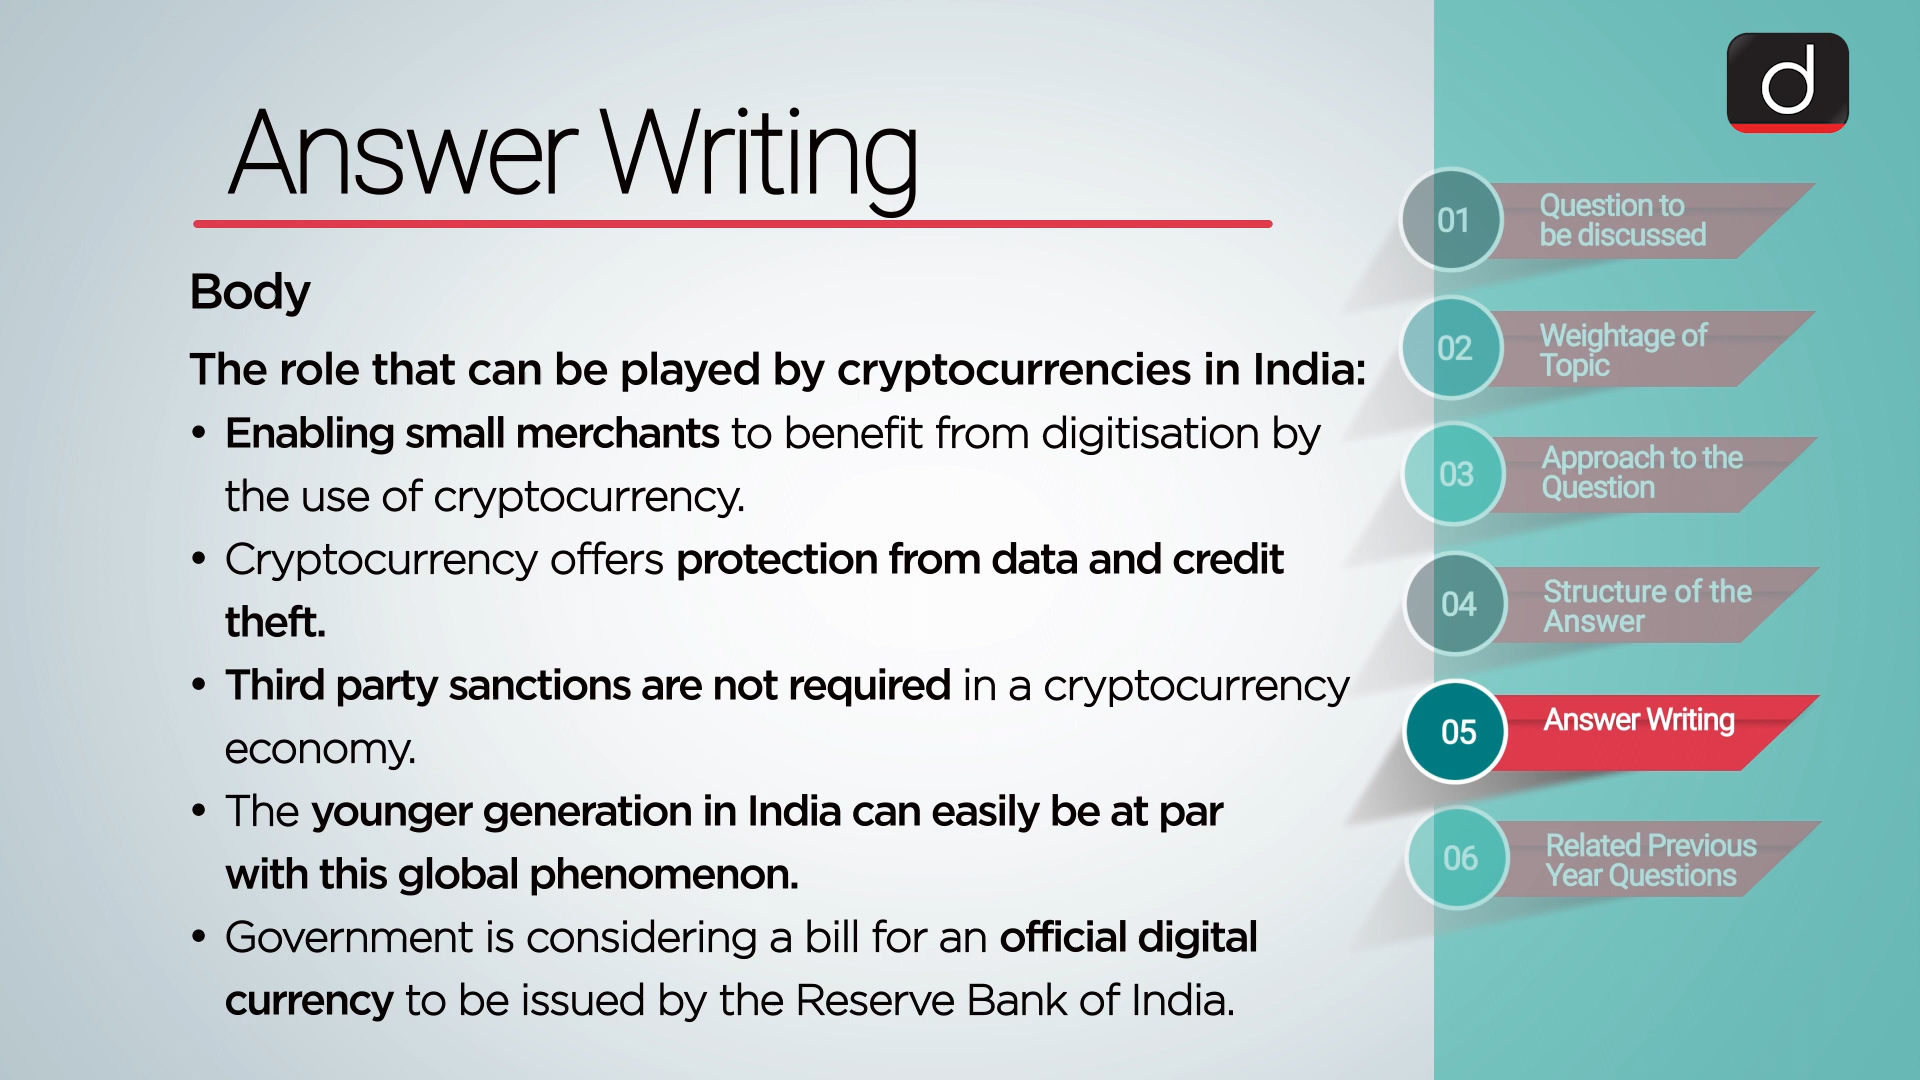 Answer Writing
Body
The role that can be played by cryptocurrencies in India:
• Enabling small merchants to benefit from digitisation by
the use of cryptocurrency.
• Cryptocurrency offers protection from data and credit
theft.
• Third party sanctions are not required in a cryptocurrency
economy.
• The younger generation in India can easily be at par
with this global phenomenon.
• Government is considering a bill for an official digital
currency to be issued by the Reserve Bank of India.
d
01
Question to
be discussed
02
Weightage of
Topic
03
Approach to the
Question
04
Structure of the
Answer
05
Answer Writing
06
Related Previous
Year Questions